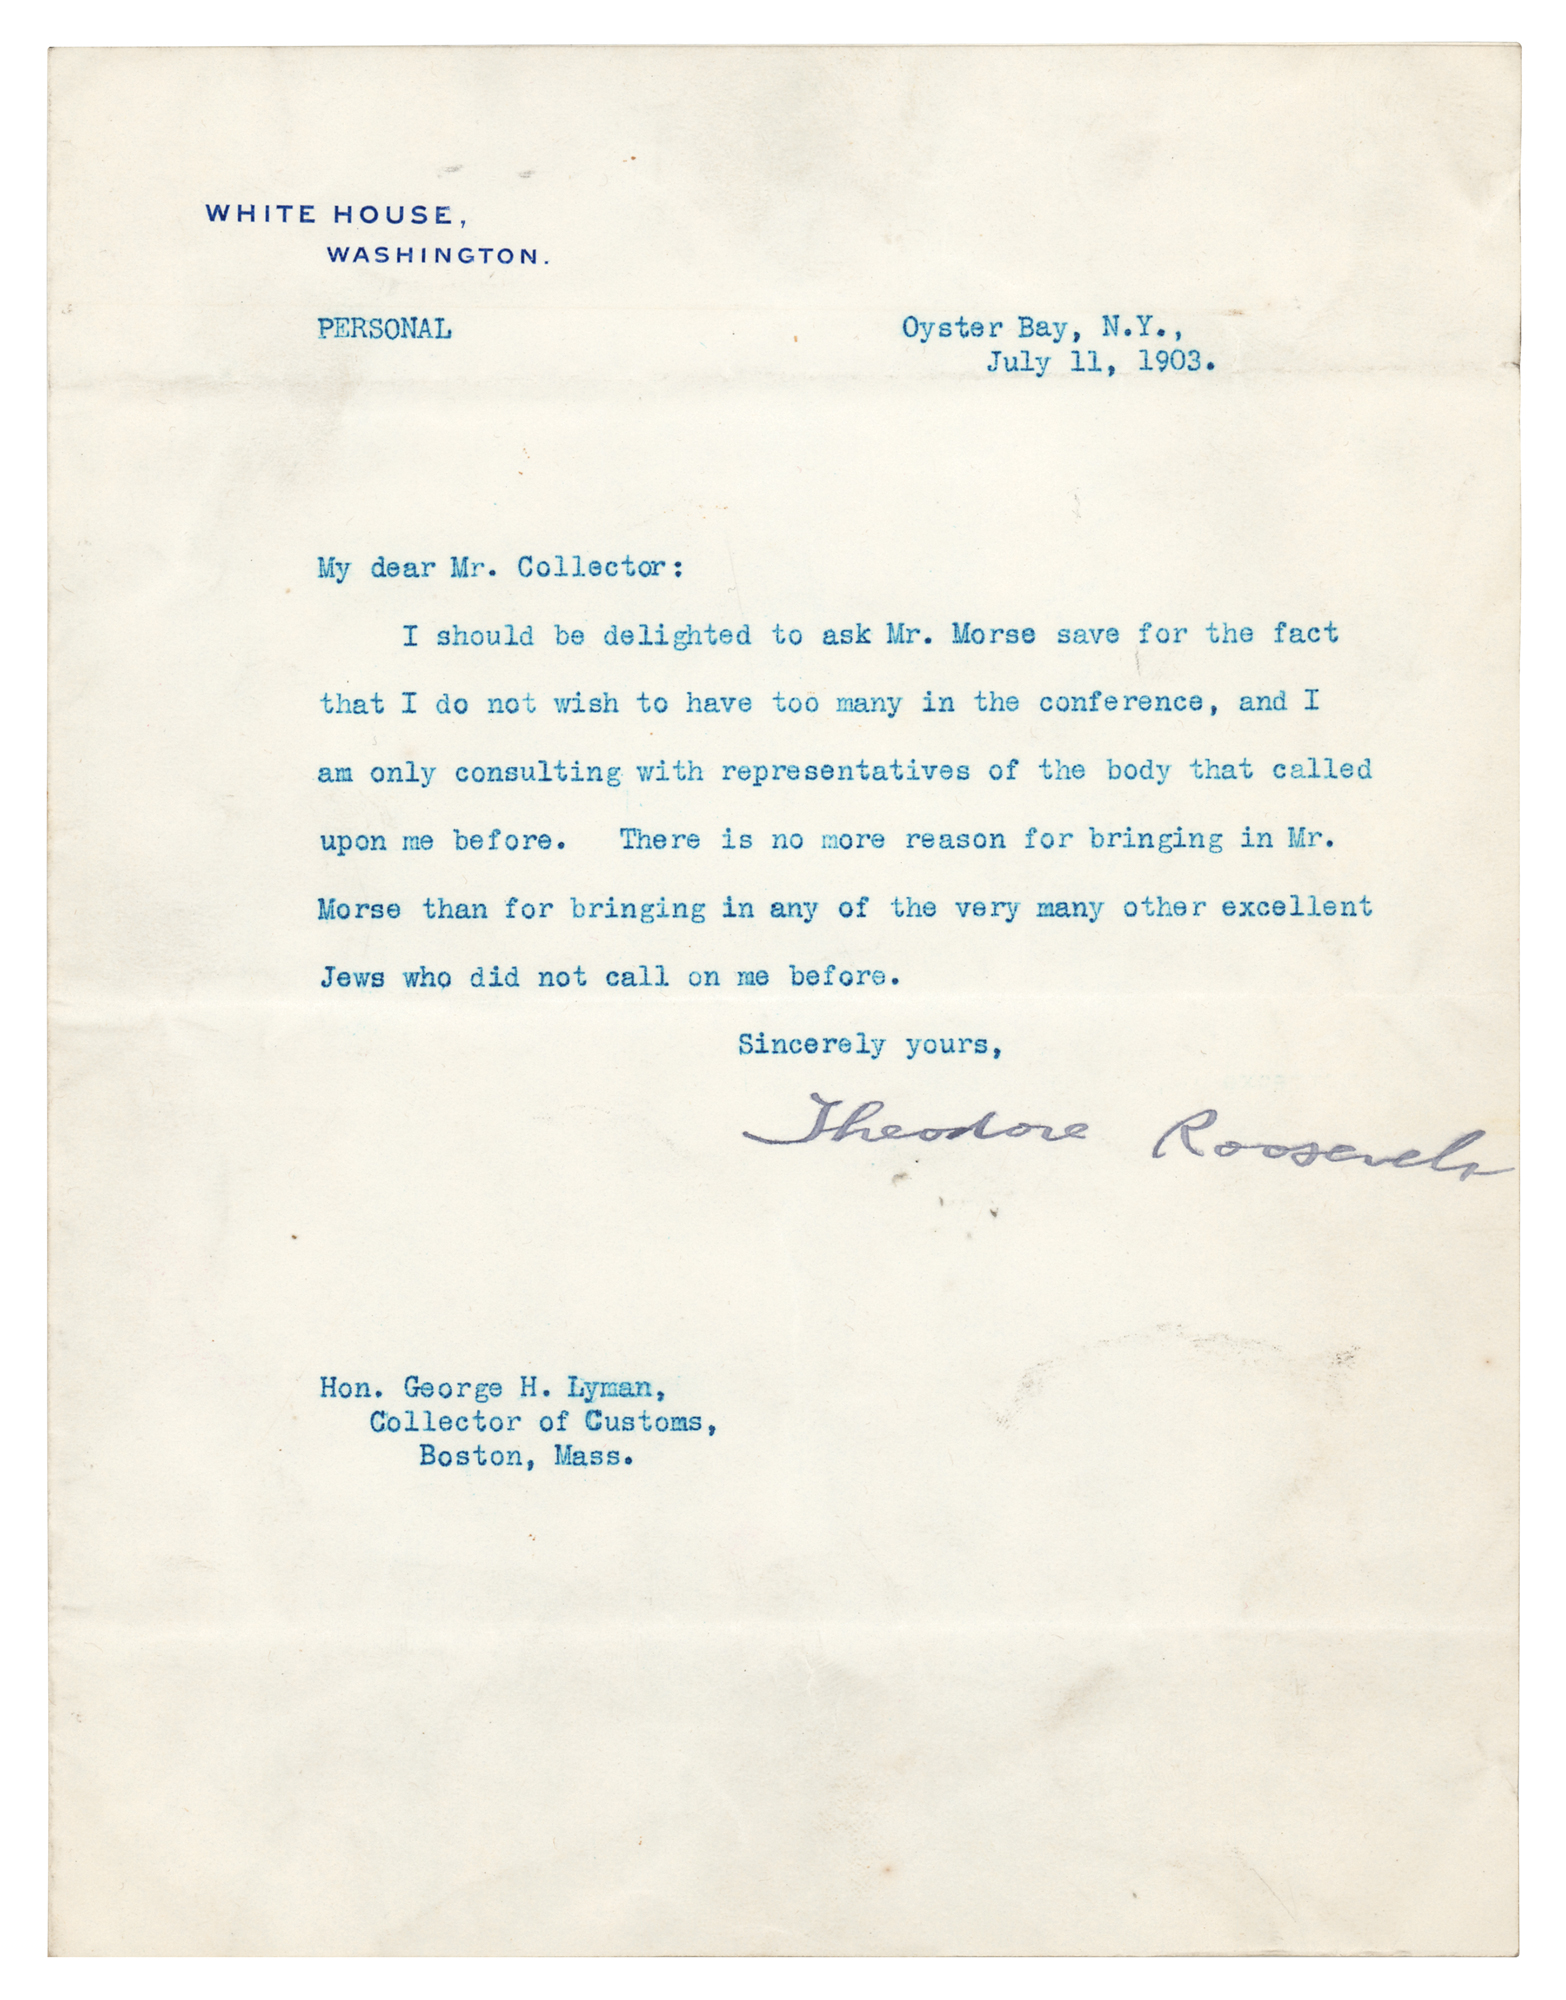 WHITE HOUSE,
WASHINGTON.
PERSONAL
Oyster Bay, N.Y.,
July 11, 1903.
My dear Mr. Collector:
I should be delighted to ask Mr. Morse save for the fact
that I do not wish to have too many in the conference, and I
am only consulting with representatives of the body that called
upon me before. There is no more reason for bringing in Mr.
Morse than for bringing in any of the very many other excellent
Jews who did not call on me before.
Sincerely yours,
Theodore Roosevelt
Hon. George H. Lyman,
Collector of Customs,
Boston, Mass.